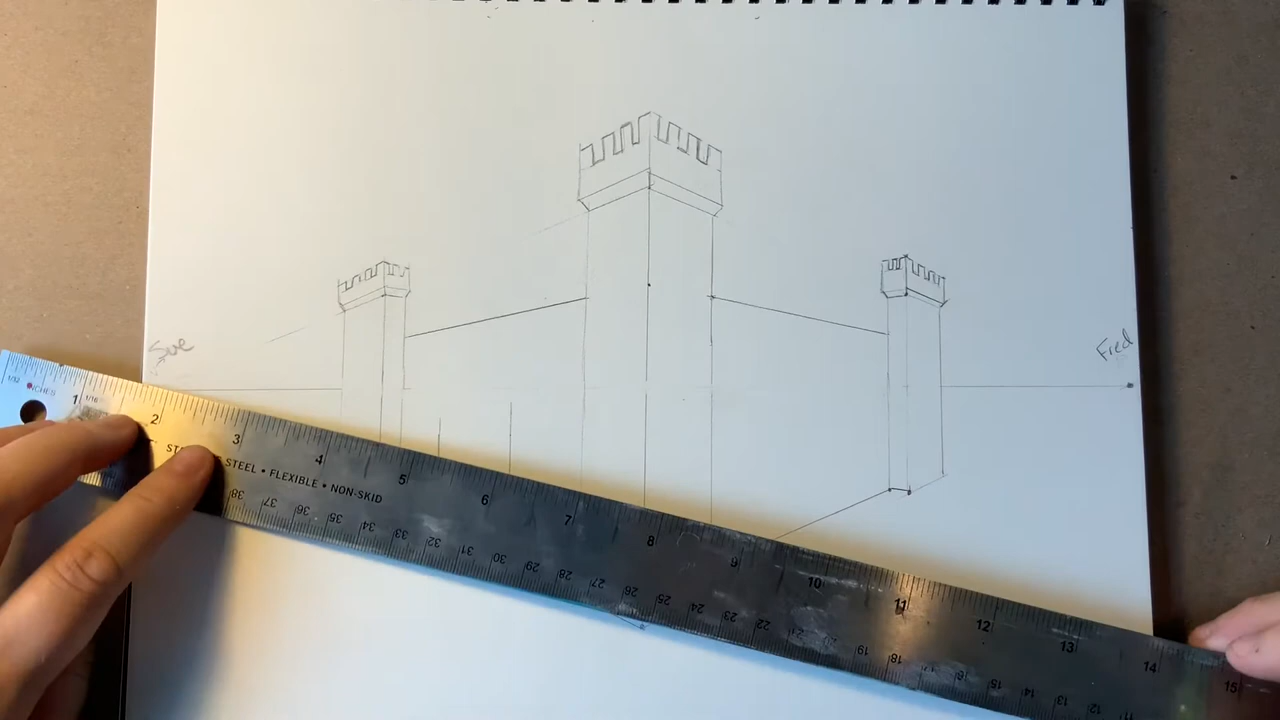 Sue
Fred
1/32 INCHES 1 1/16 2 3 4 5 6 7 8 9 10 11 12 13 14 15
STEEL • FLEXIBLE • NON-SKID
38 37 36 35 34 33 32 31 30 29 28 27 26 25 24 23 22 21 20 19 18 16 15 14 13 12 11